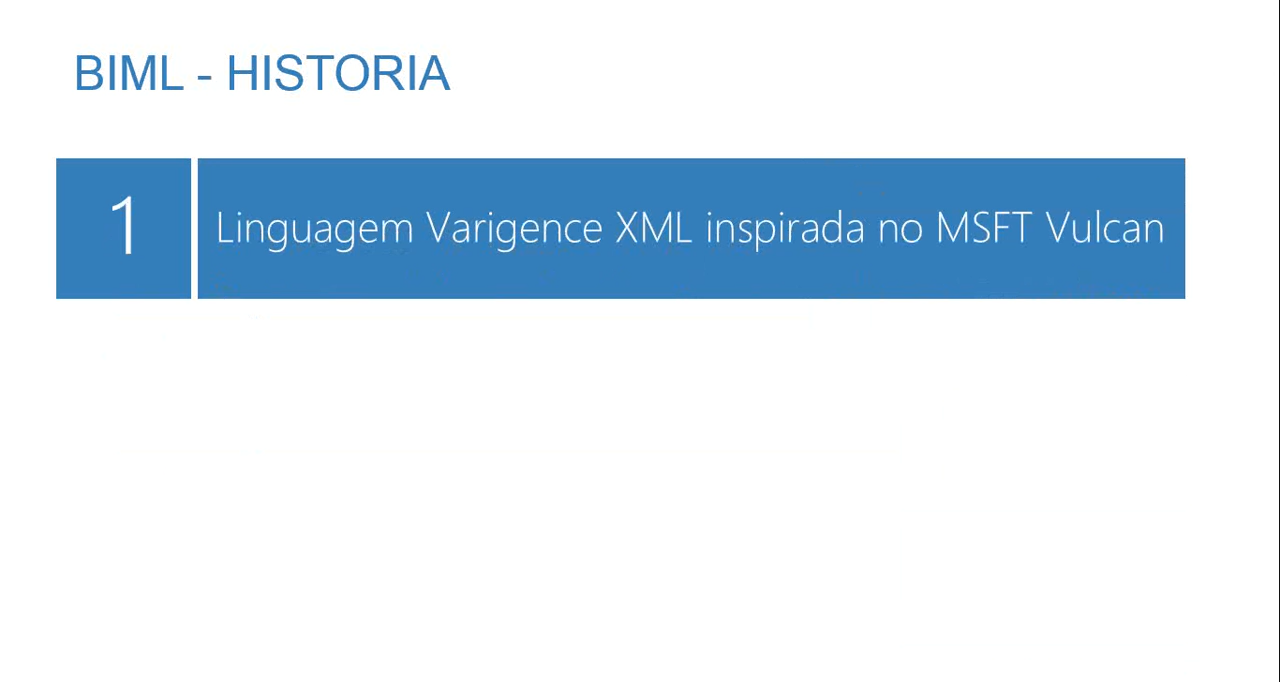 BIML - HISTORIA
1
Linguagem Varigence XML inspirada no MSFT Vulcan